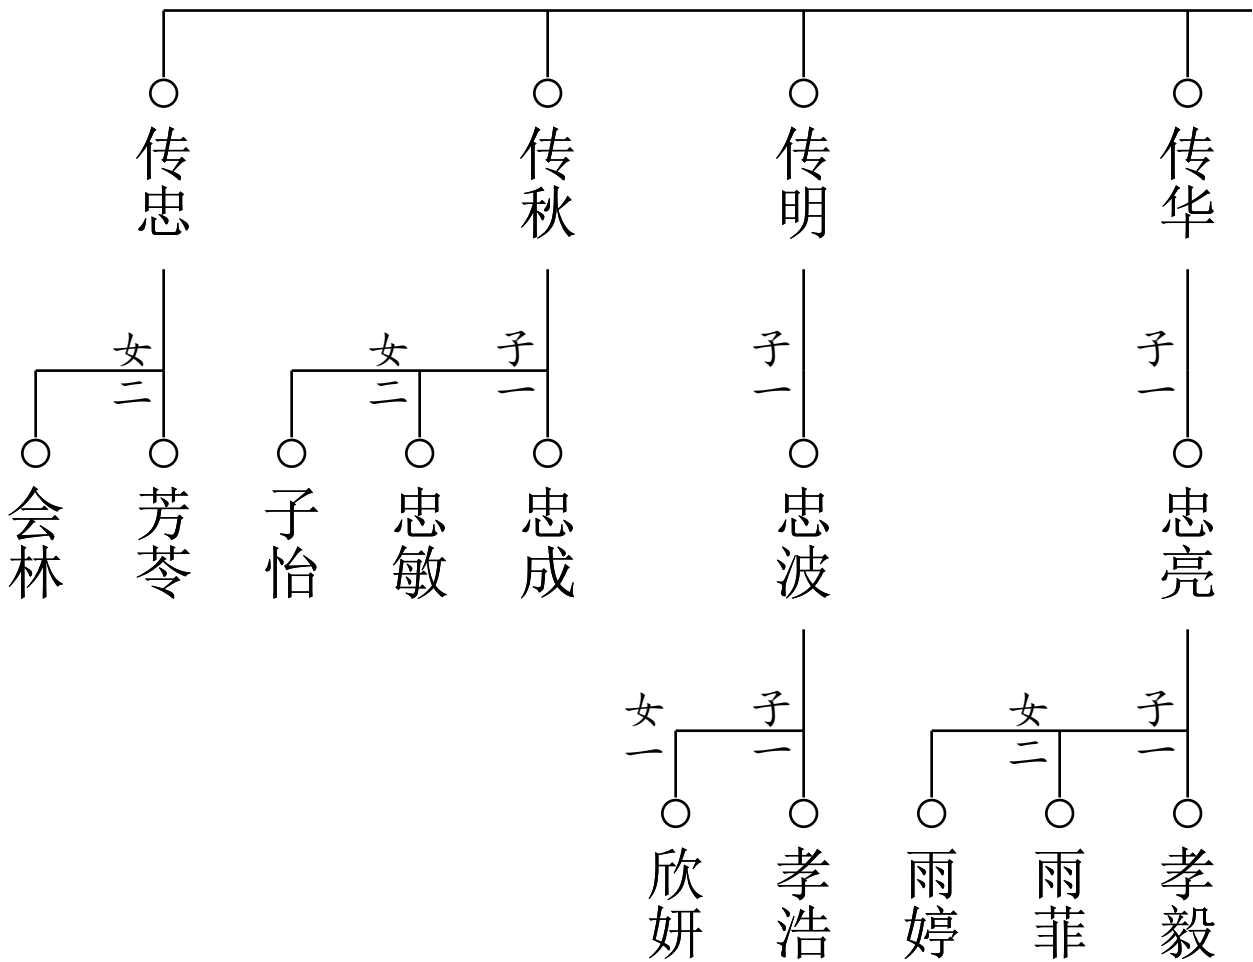 传忠
传秋
传明
传华
女二
女二
子一
子一
子一
会林
芳苓
子怡
忠敏
忠成
忠波
忠亮
女一
子一
女二
子一
欣妍
孝浩
雨婷
雨菲
孝毅